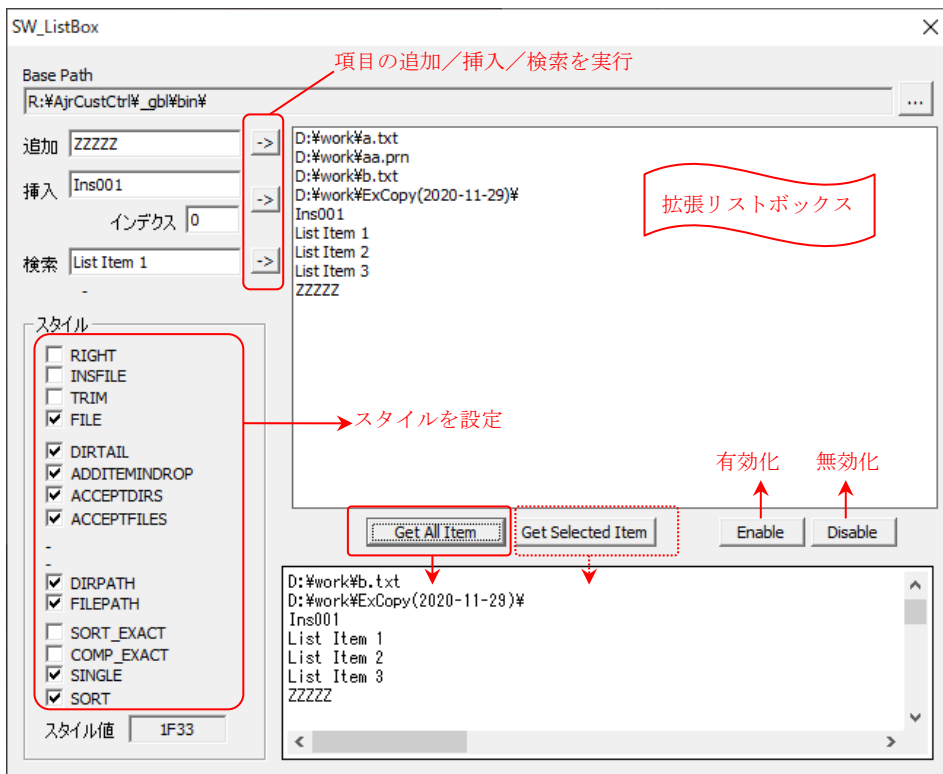 SW_ListBox
項目の追加／挿入／検索を実行
Base Path
R:¥AjrCustCtrl¥_gbl¥bin¥
...
追加 ZZZZZ ->
挿入 Ins001 ->
インデクス 0
検索 List Item 1 ->
-
D:¥work¥a.txt
D:¥work¥aa.prn
D:¥work¥b.txt
D:¥work¥ExCopy(2020-11-29)¥
Ins001
List Item 1
List Item 2
List Item 3
ZZZZZ
拡張リストボックス
スタイル
RIGHT
INSFILE
TRIM
FILE
DIRTAIL
ADDITEMINDROP
ACCEPTDIRS
ACCEPTFILES
-
-
DIRPATH
FILEPATH
SORT_EXACT
COMP_EXACT
SINGLE
SORT
スタイル値 1F33
スタイルを設定
有効化 無効化
Get All Item Get Selected Item Enable Disable
D:¥work¥b.txt
D:¥work¥ExCopy(2020-11-29)¥
Ins001
List Item 1
List Item 2
List Item 3
ZZZZZ